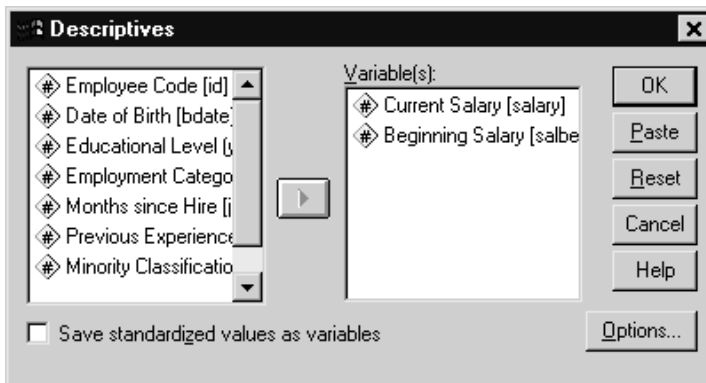 Descriptives
Employee Code [id]
Date of Birth [bdate]
Educational Level (
Employment Catego
Months since Hire [j
Previous Experience
Minority Classificatio
Save standardized values as variables
Variable(s):
Current Salary [salary]
Beginning Salary [salbe
OK
Paste
Reset
Cancel
Help
Options...